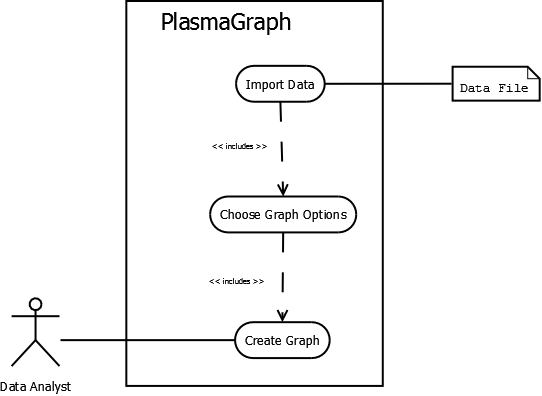 PlasmaGraph
Import Data
Data File
<< includes >>
Choose Graph Options
<< includes >>
Create Graph
Data Analyst